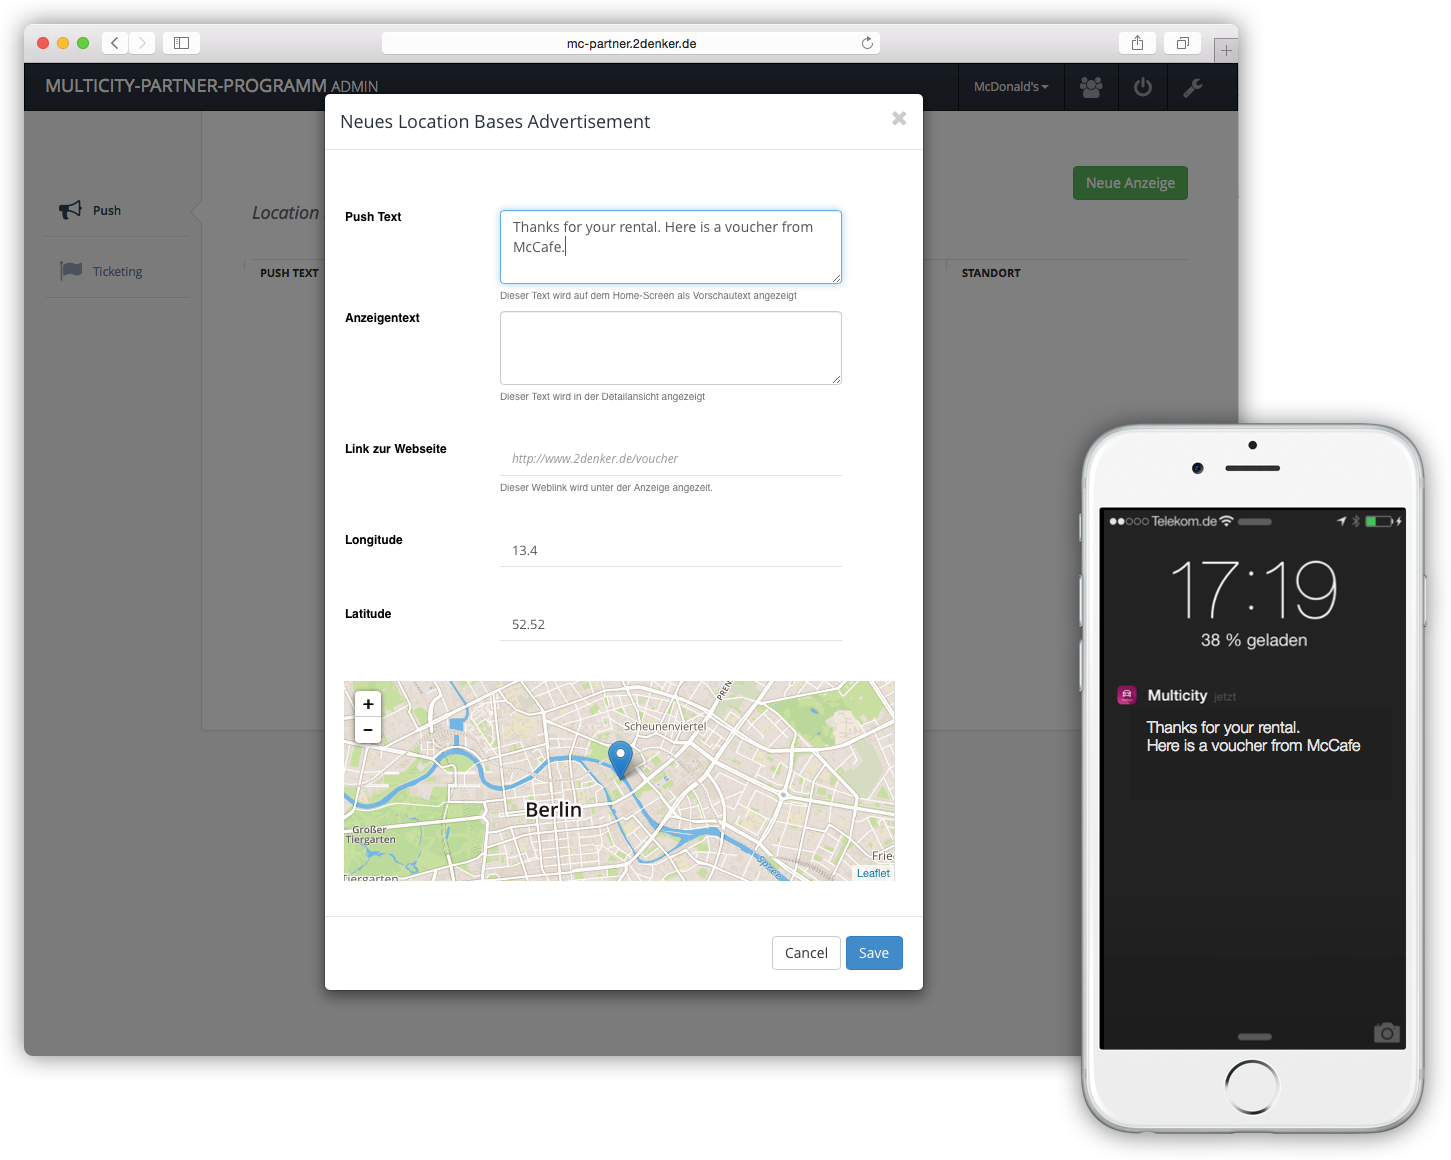 mc-partner.2denker.de
MULTICITY-PARTNER-PROGRAMM ADMIN
McDonald's
Neues Location Bases Advertisement
Neue Anzeige
Push
Ticketing
Location
PUSH TEXT
STANDORT
Push Text
Thanks for your rental. Here is a voucher from
McCafe.
Dieser Text wird auf dem Home-Screen als Vorschautext angezeigt
Anzeigentext
Dieser Text wird in der Detailansicht angezeigt
Link zur Webseite
http://www.2denker.de/voucher
Dieser Weblink wird unter der Anzeige angezeit.
Longitude
13.4
Latitude
52.52
+
−
PREN
Scheunenviertel
Berlin
Großer
Tiergarten
Tiergarten
Spree
Frie
Leaflet
Cancel
Save
Telekom.de
17:19
38 % geladen
Multicity jetzt
Thanks for your rental.
Here is a voucher from McCafe